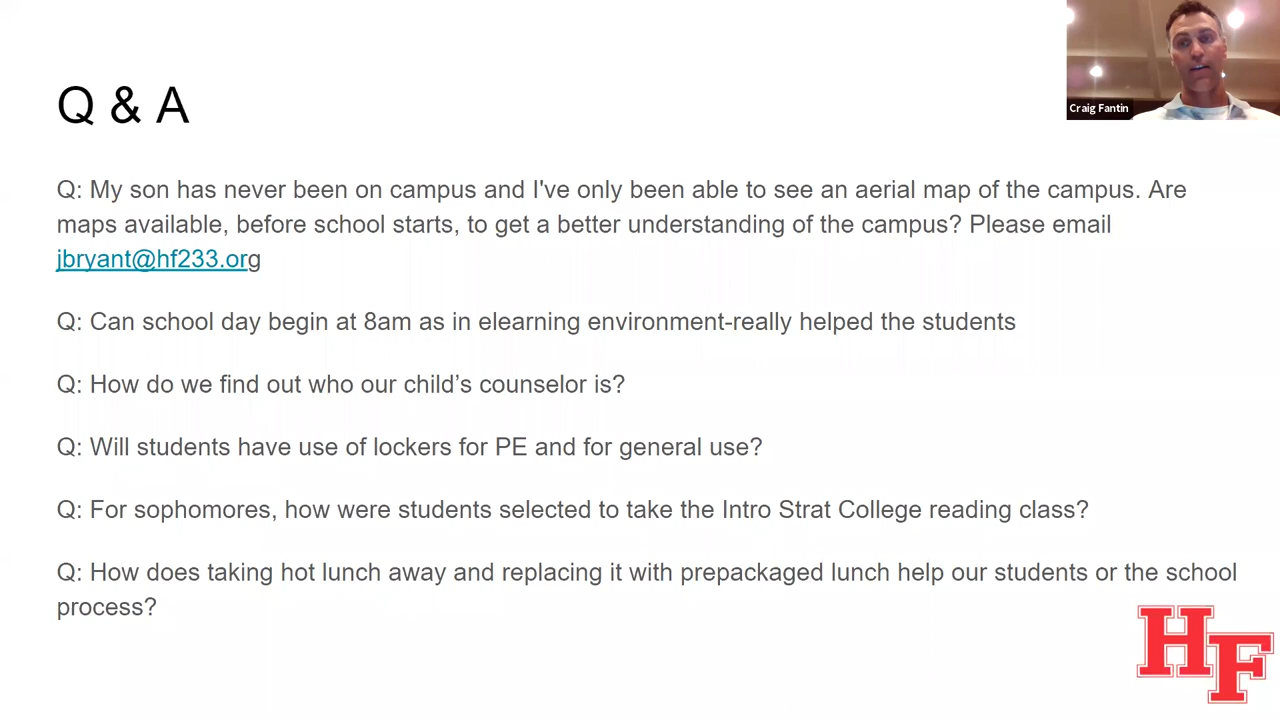 Craig Fantin
Q & A
Q: My son has never been on campus and I've only been able to see an aerial map of the campus. Are
maps available, before school starts, to get a better understanding of the campus? Please email
jbryant@hf233.org
Q: Can school day begin at 8am as in elearning environment-really helped the students
Q: How do we find out who our child’s counselor is?
Q: Will students have use of lockers for PE and for general use?
Q: For sophomores, how were students selected to take the Intro Strat College reading class?
Q: How does taking hot lunch away and replacing it with prepackaged lunch help our students or the school
process?
HF